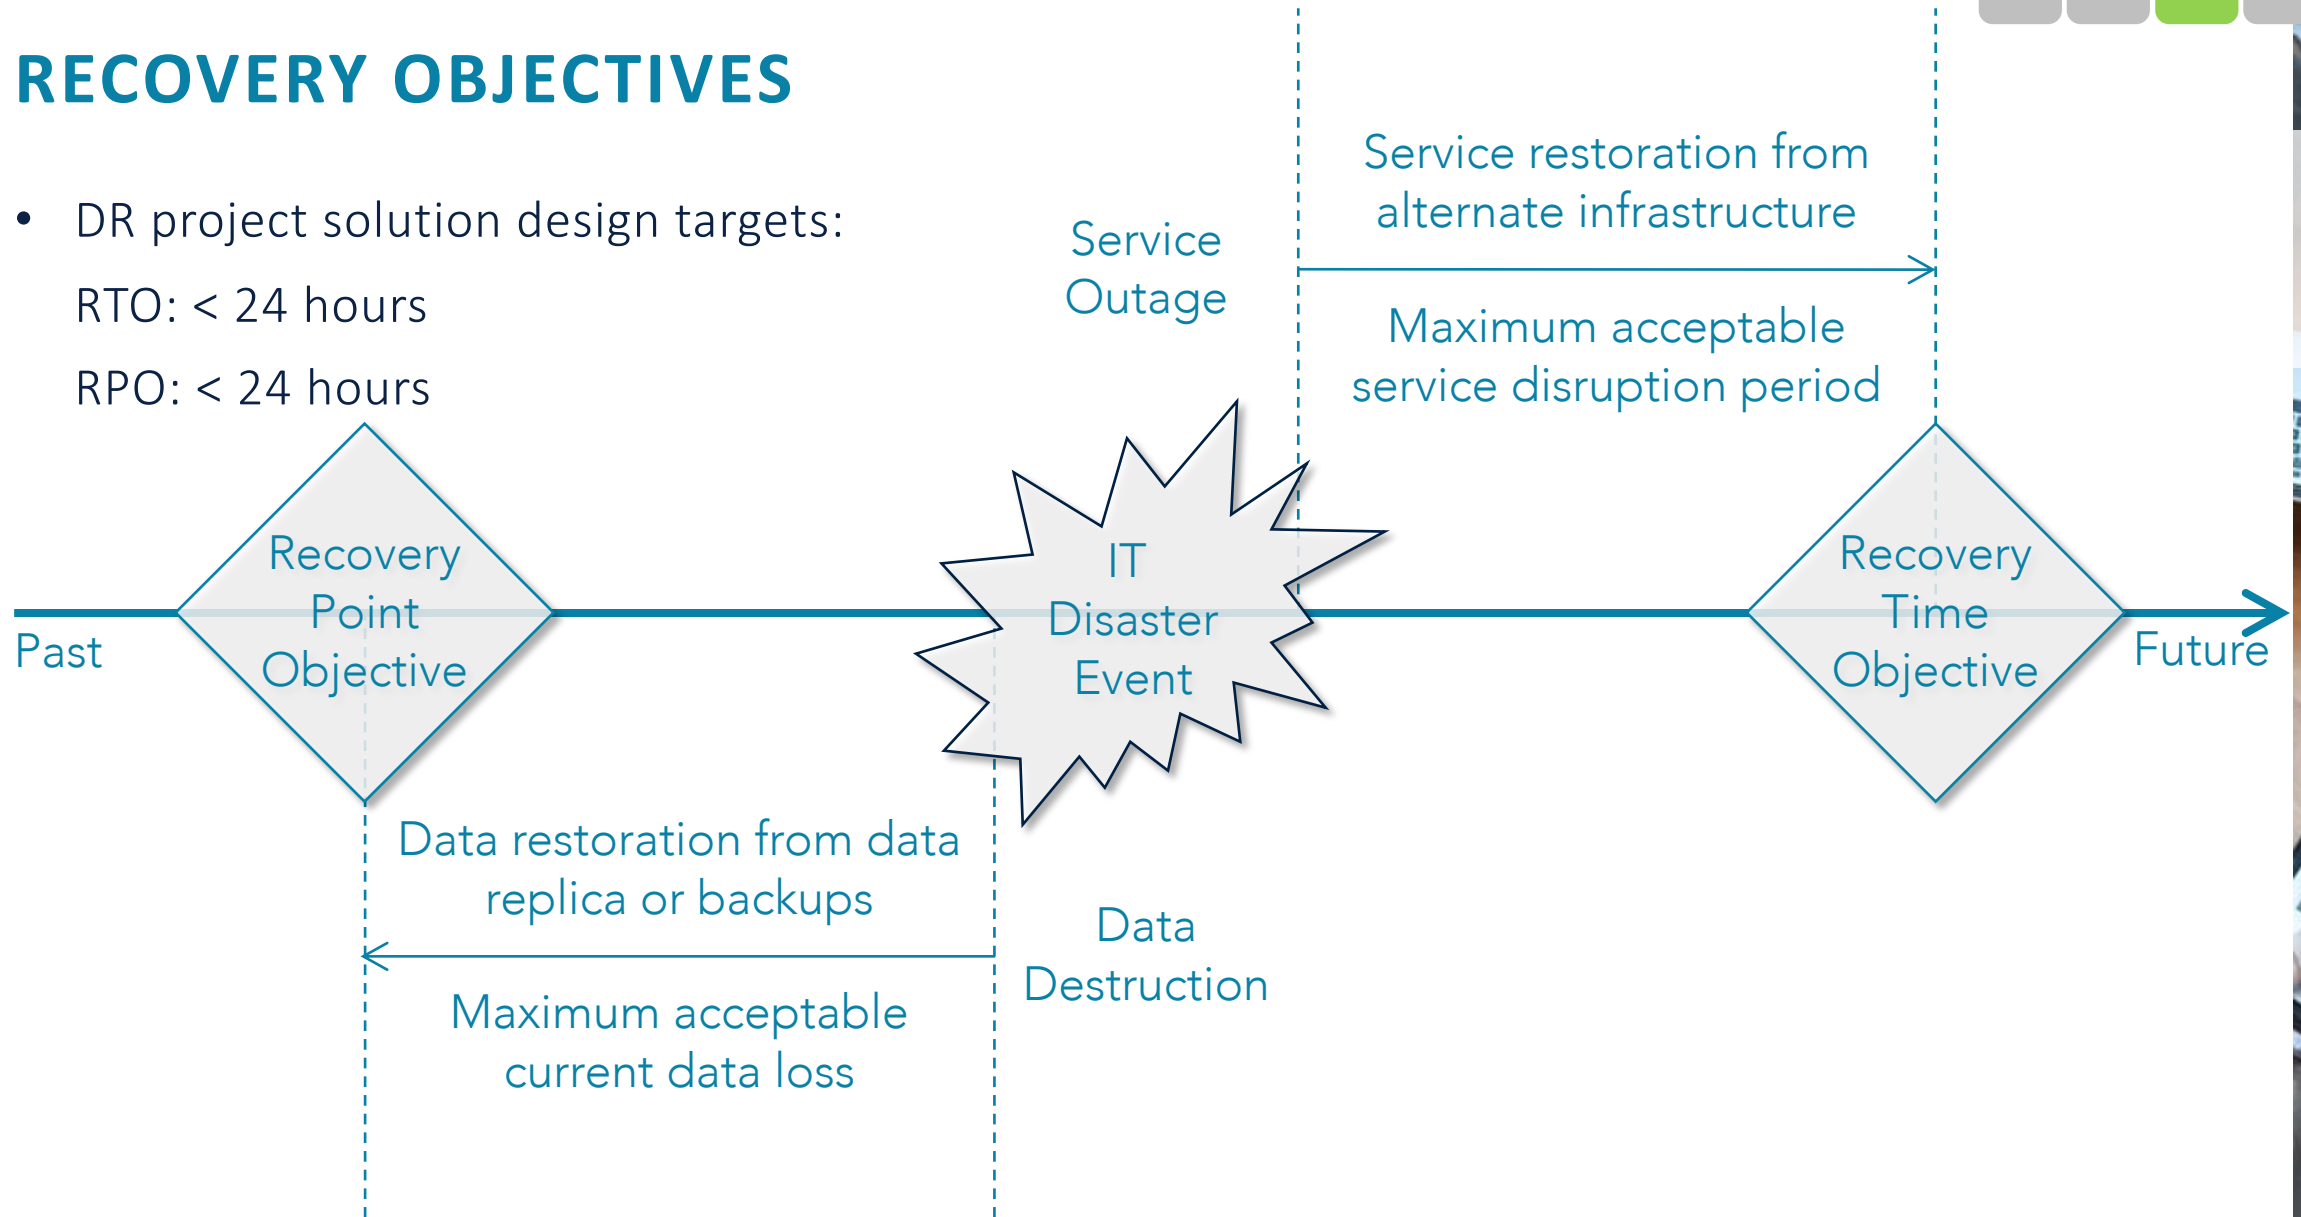 RECOVERY OBJECTIVES
• DR project solution design targets:
RTO: < 24 hours
RPO: < 24 hours
Service
Outage
Service restoration from
alternate infrastructure
Maximum acceptable
service disruption period
Past
Recovery
Point
Objective
IT
Disaster
Event
Recovery
Time
Objective
Future
Data restoration from data
replica or backups
Maximum acceptable
current data loss
Data
Destruction